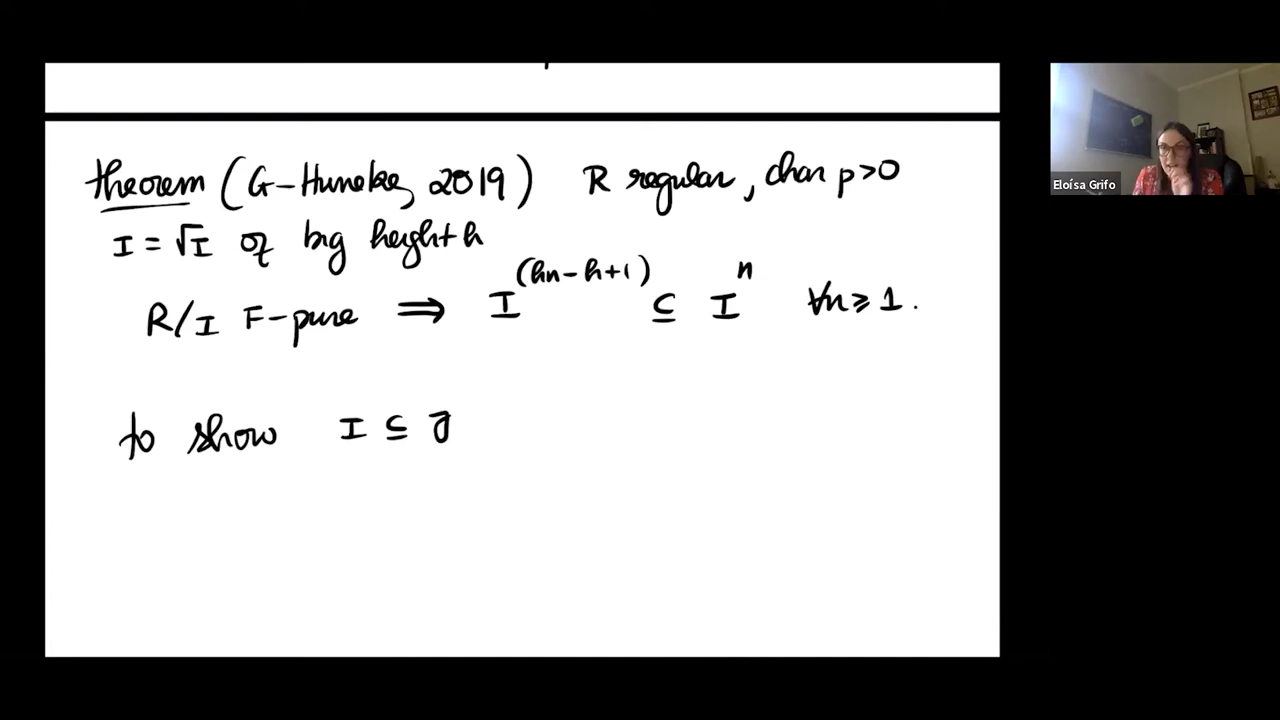 theorem (G-Huneke, 2019) R regular, char p>0
I = √I of big height h
R/I F-pure ⟹ I^(hn-h+1) ⊆ I^n ∀n ≥ 1.
to show I ⊆ J
Eloísa Grifo